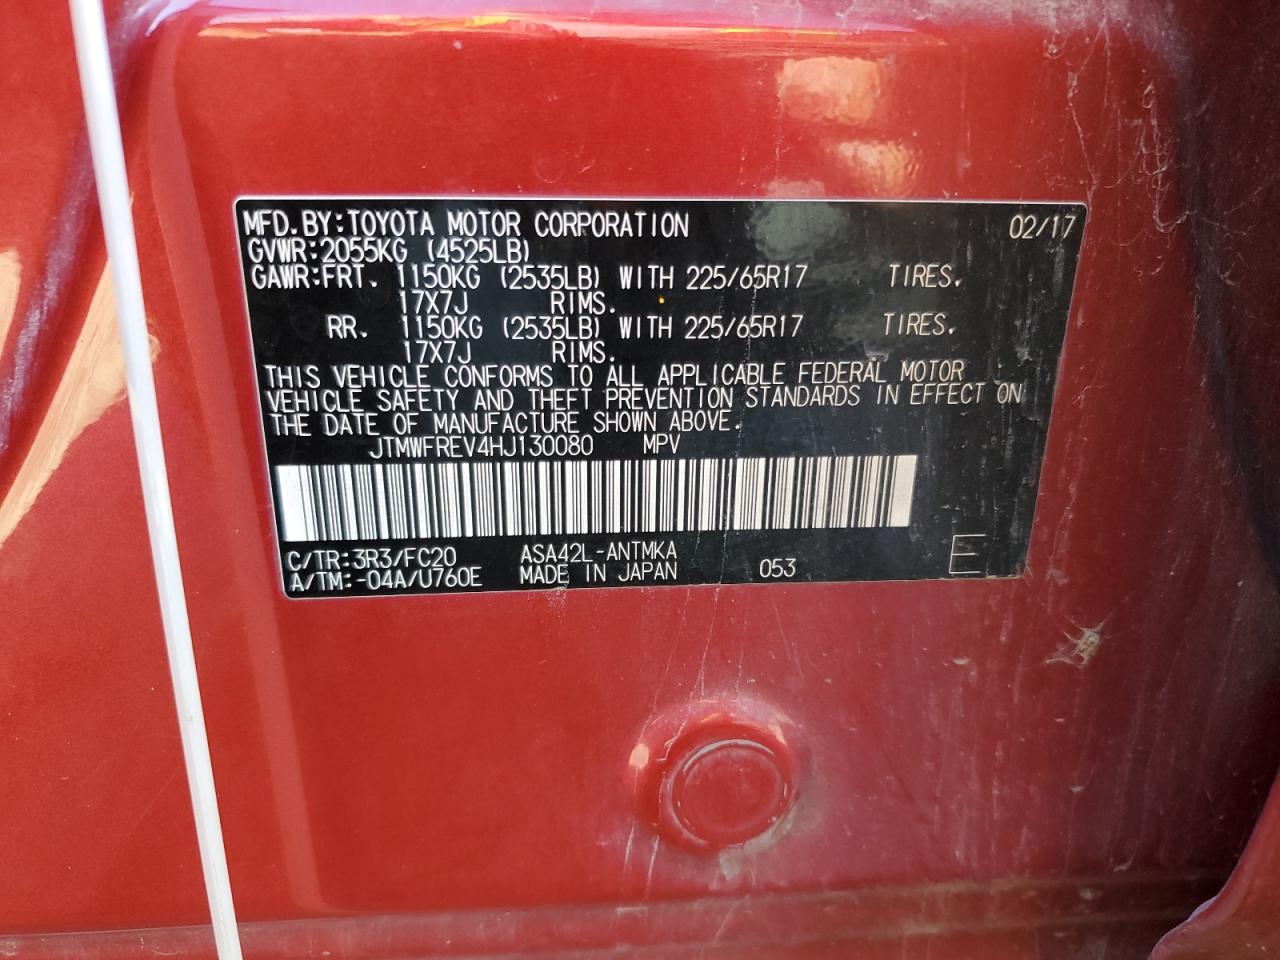 MFD.BY:TOYOTA MOTOR CORPORATION 02/17
GVWR:2055KG (4525LB)
GAWR:FRT. 1150KG (2535LB) WITH 225/65R17 TIRES.
17X7J RIMS.
RR. 1150KG (2535LB) WITH 225/65R17 TIRES.
17X7J RIMS.
THIS VEHICLE CONFORMS TO ALL APPLICABLE FEDERAL MOTOR
VEHICLE SAFETY AND THEFT PREVENTION STANDARDS IN EFFECT ON
THE DATE OF MANUFACTURE SHOWN ABOVE.
JTMWFREV4HJ130080 MPV
C/TR:3R3/FC20 ASA42L-ANTMKA
A/TM:-04A/U760E MADE IN JAPAN 053 E